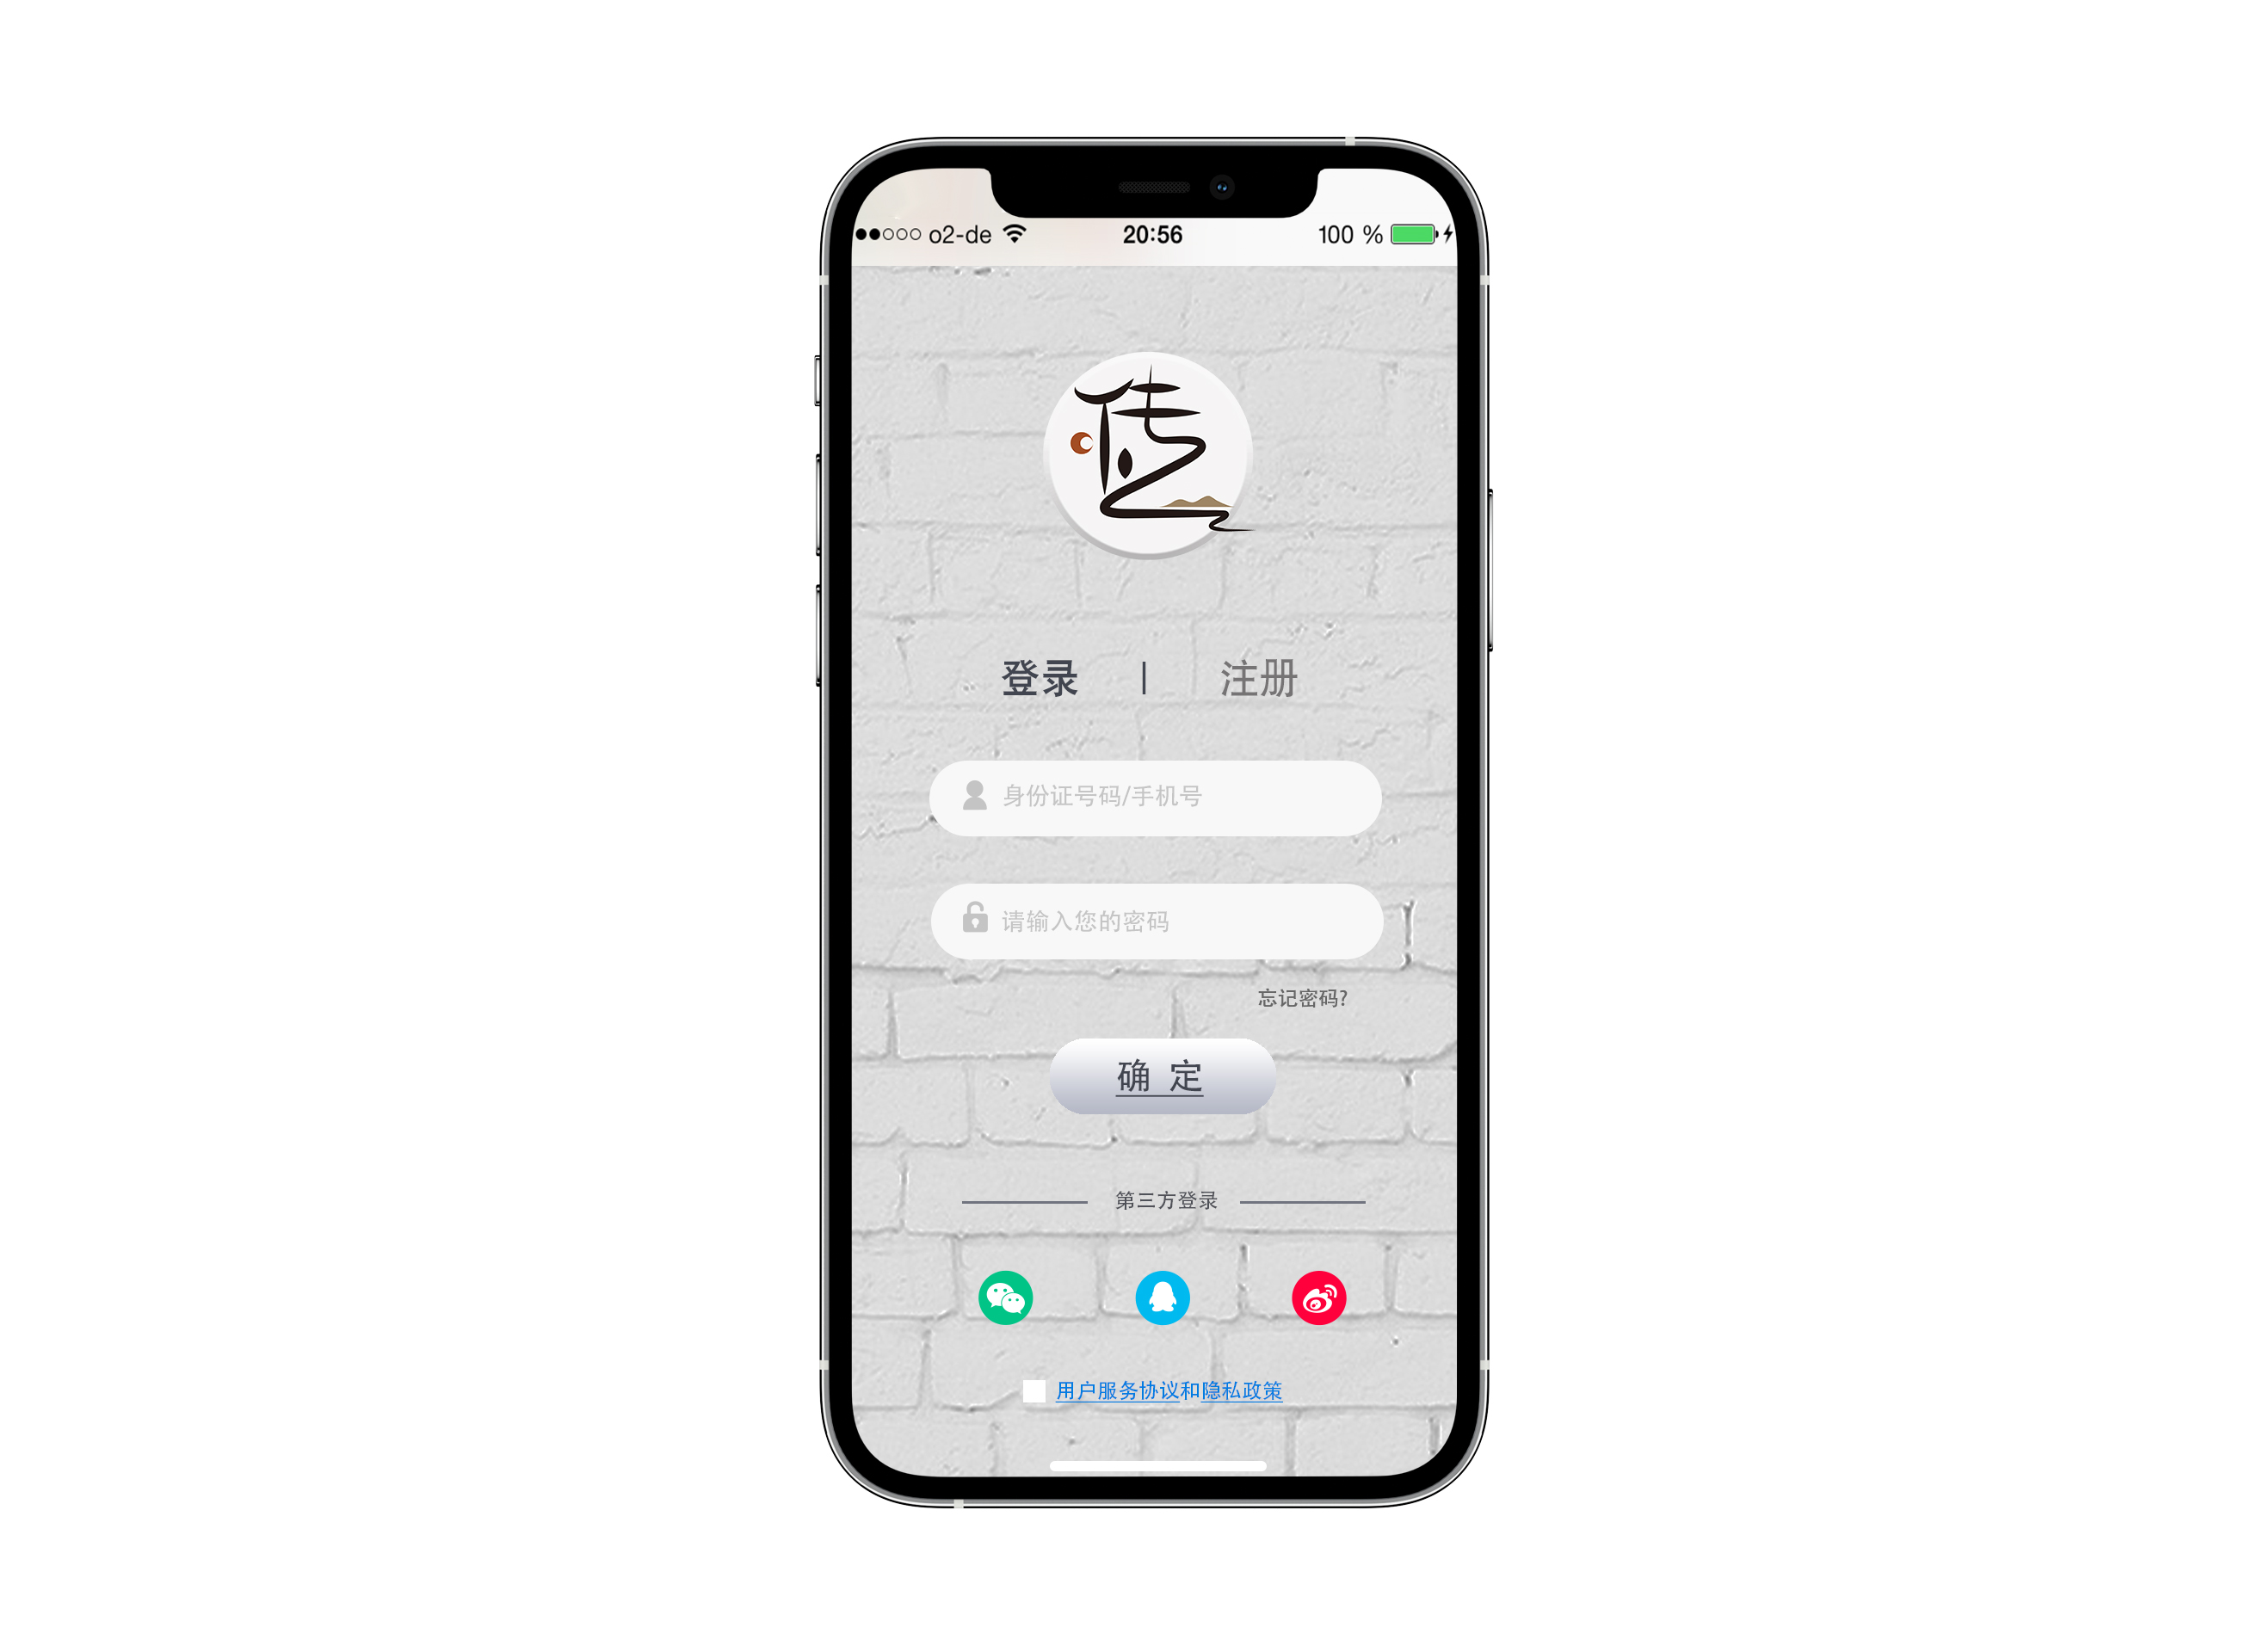 o2-de 20:56 100 %
传
登录 | 注册
身份证号码/手机号
请输入您的密码
忘记密码?
确 定
第三方登录
用户服务协议和隐私政策